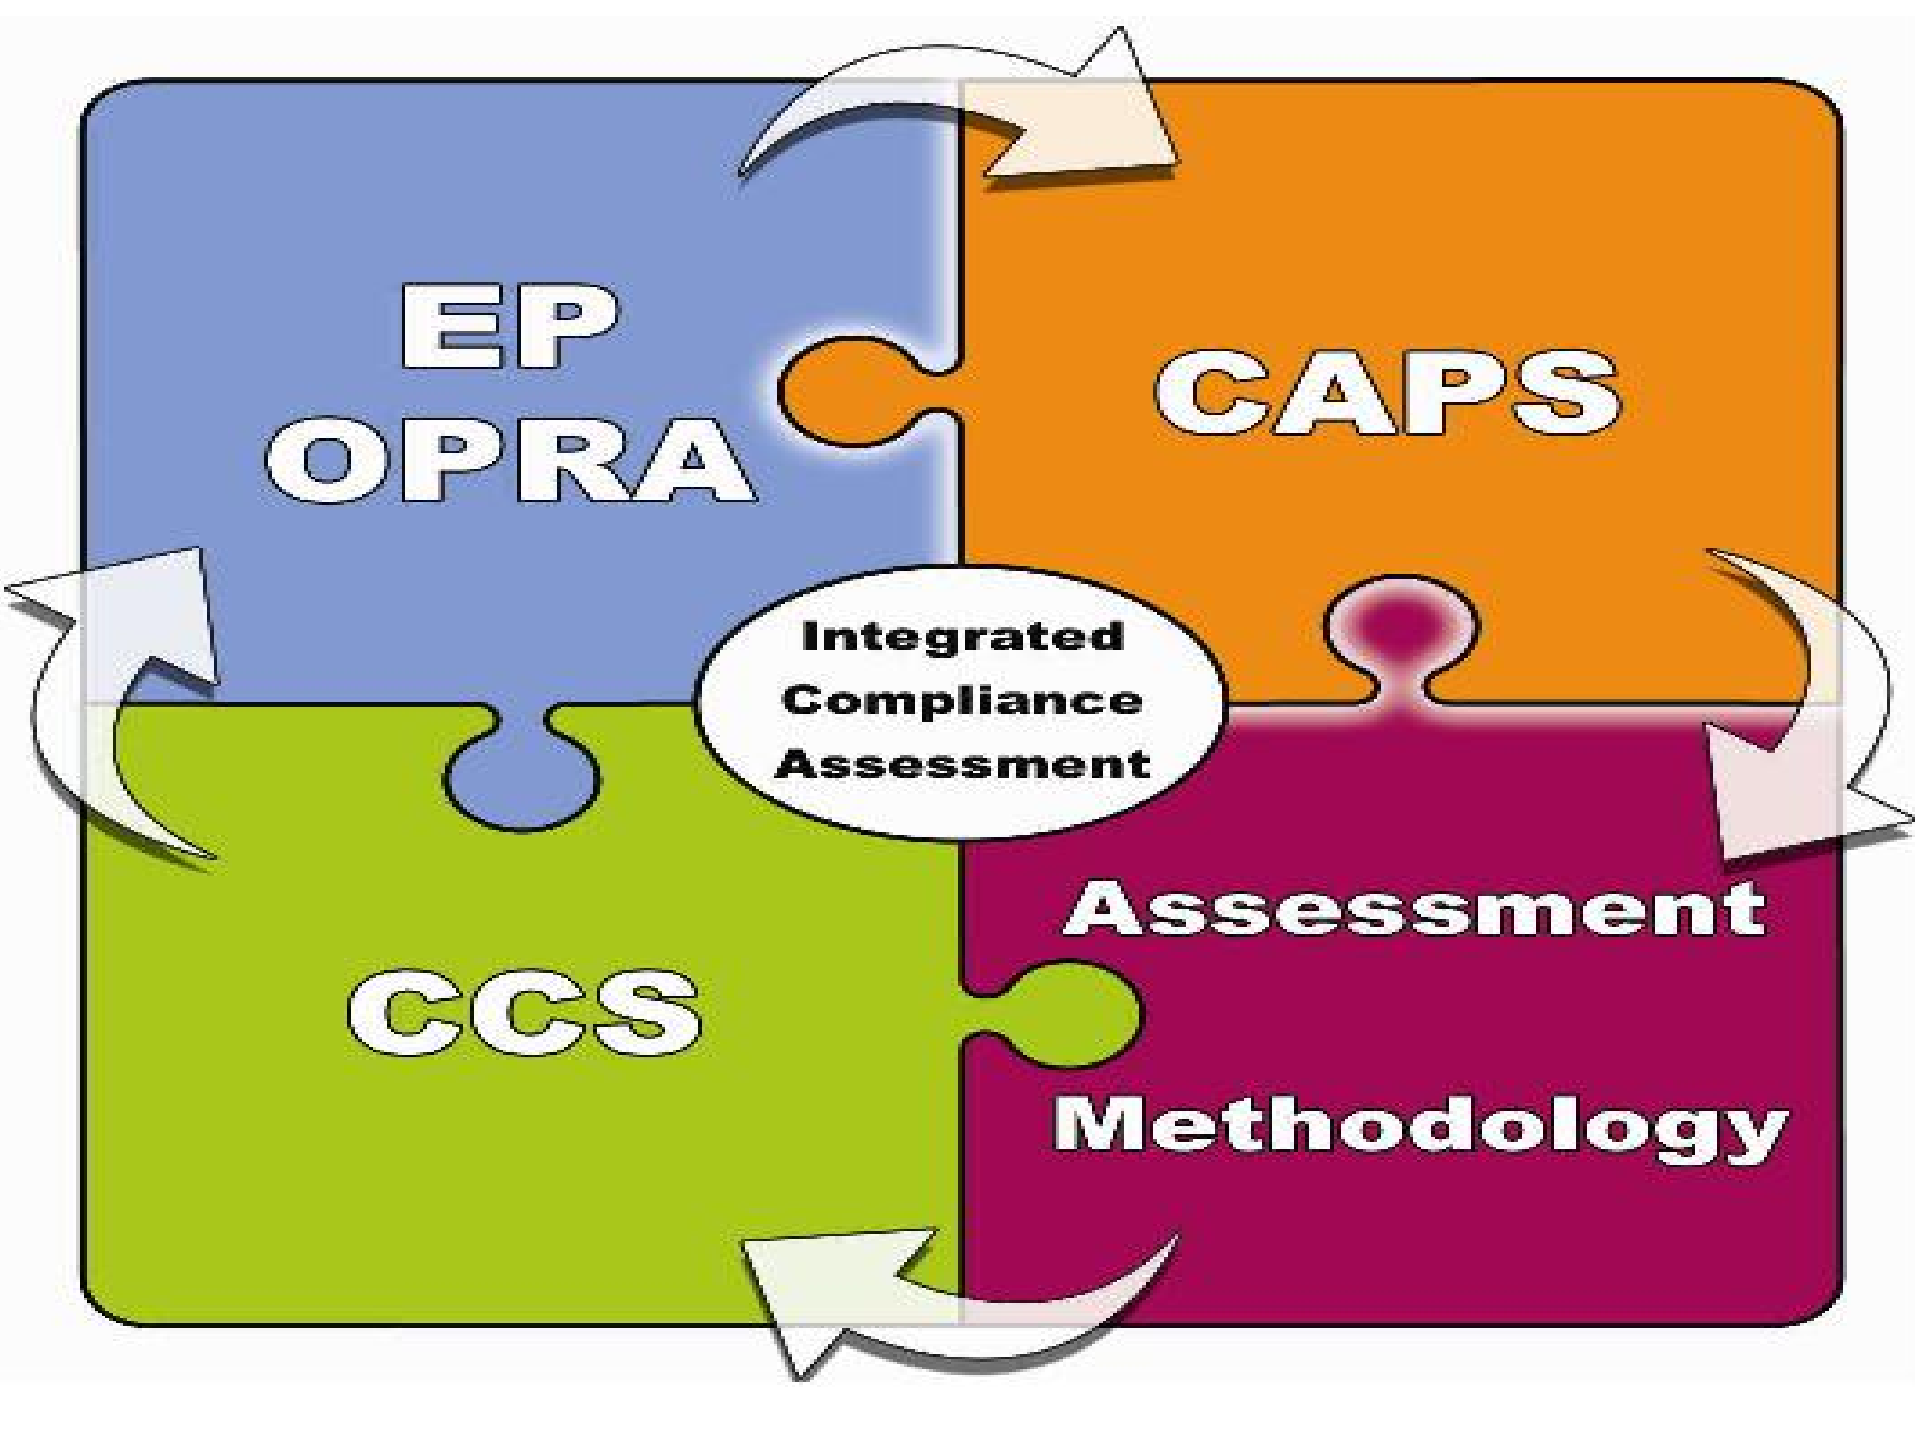 EP
OPRA
CAPS
Integrated
Compliance
Assessment
CCS
Assessment
Methodology